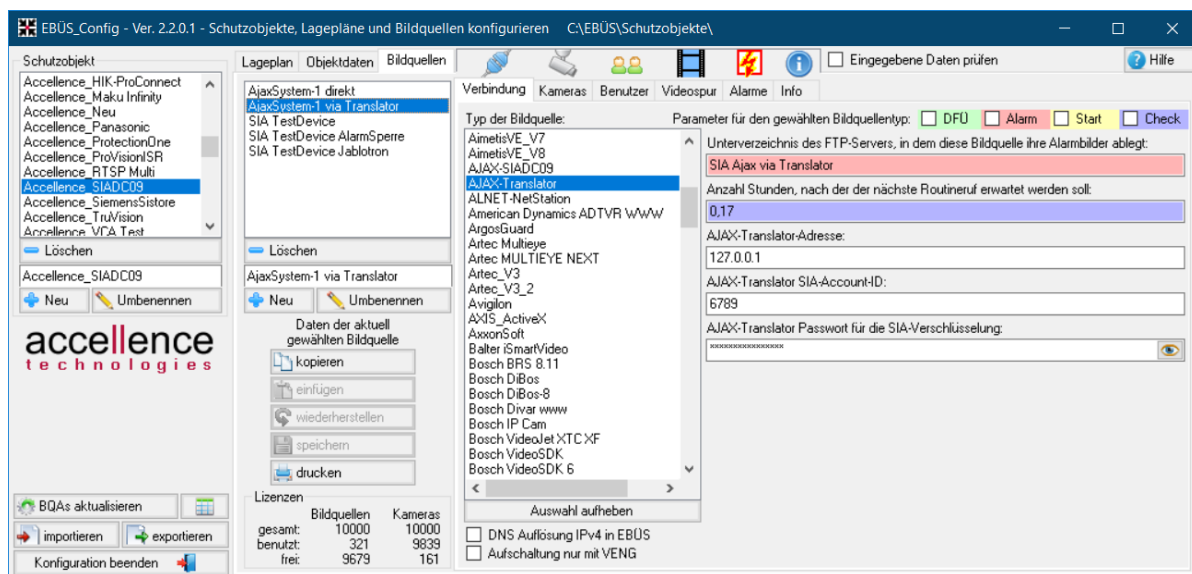 EBÜS_Config - Ver. 2.2.0.1 - Schutzobjekte, Lagepläne und Bildquellen konfigurieren C:\EBÜS\Schutzobjekte\
Schutzobjekt
Accellence_HIK-ProConnect
Accellence_Maku Infinity
Accellence_Neu
Accellence_Panasonic
Accellence_ProtectionOne
Accellence_ProVisionISR
Accellence_RTSP Multi
Accellence_SIADC09
Accellence_SiemensSistore
Accellence_TruVision
Accellence_VCA Test
Löschen
Accellence_SIADC09
Neu
Umbenennen
accellence
technologies
BQAs aktualisieren
importieren
exportieren
Konfiguration beenden
Lageplan
Objektdaten
Bildquellen
AjaxSystem-1 direkt
AjaxSystem-1 via Translator
SIA TestDevice
SIA TestDevice AlarmSperre
SIA TestDevice Jablotron
Löschen
AjaxSystem-1 via Translator
Neu
Umbenennen
Daten der aktuell
gewählten Bildquelle
kopieren
einfügen
wiederherstellen
speichern
drucken
Lizenzen
Bildquellen Kameras
gesamt: 10000 10000
benutzt: 321 9839
frei: 9679 161
Eingegebene Daten prüfen
Hilfe
Verbindung
Kameras
Benutzer
Videospur
Alarme
Info
Typ der Bildquelle:
AimetisVE_V7
AimetisVE_V8
AJAX-SIADC09
AJAX-Translator
ALNET-NetStation
American Dynamics ADTVR WWW
ArgosGuard
Artec Multieye
Artec MULTIEYE NEXT
Artec_V3
Artec_V3_2
Avigilon
AXIS_ActiveX
AxxonSoft
Balter iSmartVideo
Bosch BRS 8.11
Bosch DiBos
Bosch DiBos-8
Bosch Divar www
Bosch IP Cam
Bosch VideoJet XTC XF
Bosch VideoSDK
Bosch VideoSDK 6
Auswahl aufheben
DNS Auflösung IPv4 in EBÜS
Aufschaltung nur mit VENG
Parameter für den gewählten Bildquellentyp:
DFÜ
Alarm
Start
Check
Unterverzeichnis des FTP-Servers, in dem diese Bildquelle ihre Alarmbilder ablegt:
SIA Ajax via Translator
Anzahl Stunden, nach der der nächste Routineruf erwartet werden soll:
0,17
AJAX-Translator-Adresse:
127.0.0.1
AJAX-Translator SIA-Account-ID:
6789
AJAX-Translator Passwort für die SIA-Verschlüsselung:
****************